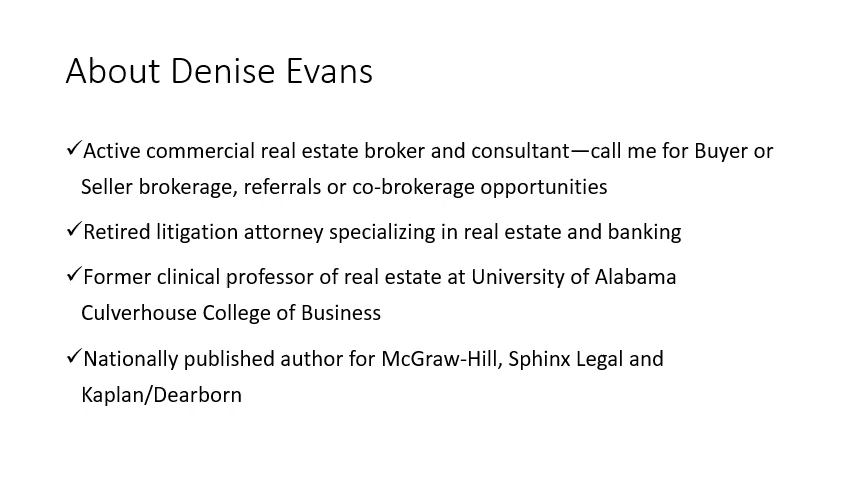 About Denise Evans
✓Active commercial real estate broker and consultant—call me for Buyer or
Seller brokerage, referrals or co-brokerage opportunities
✓Retired litigation attorney specializing in real estate and banking
✓Former clinical professor of real estate at University of Alabama
Culverhouse College of Business
✓Nationally published author for McGraw-Hill, Sphinx Legal and
Kaplan/Dearborn